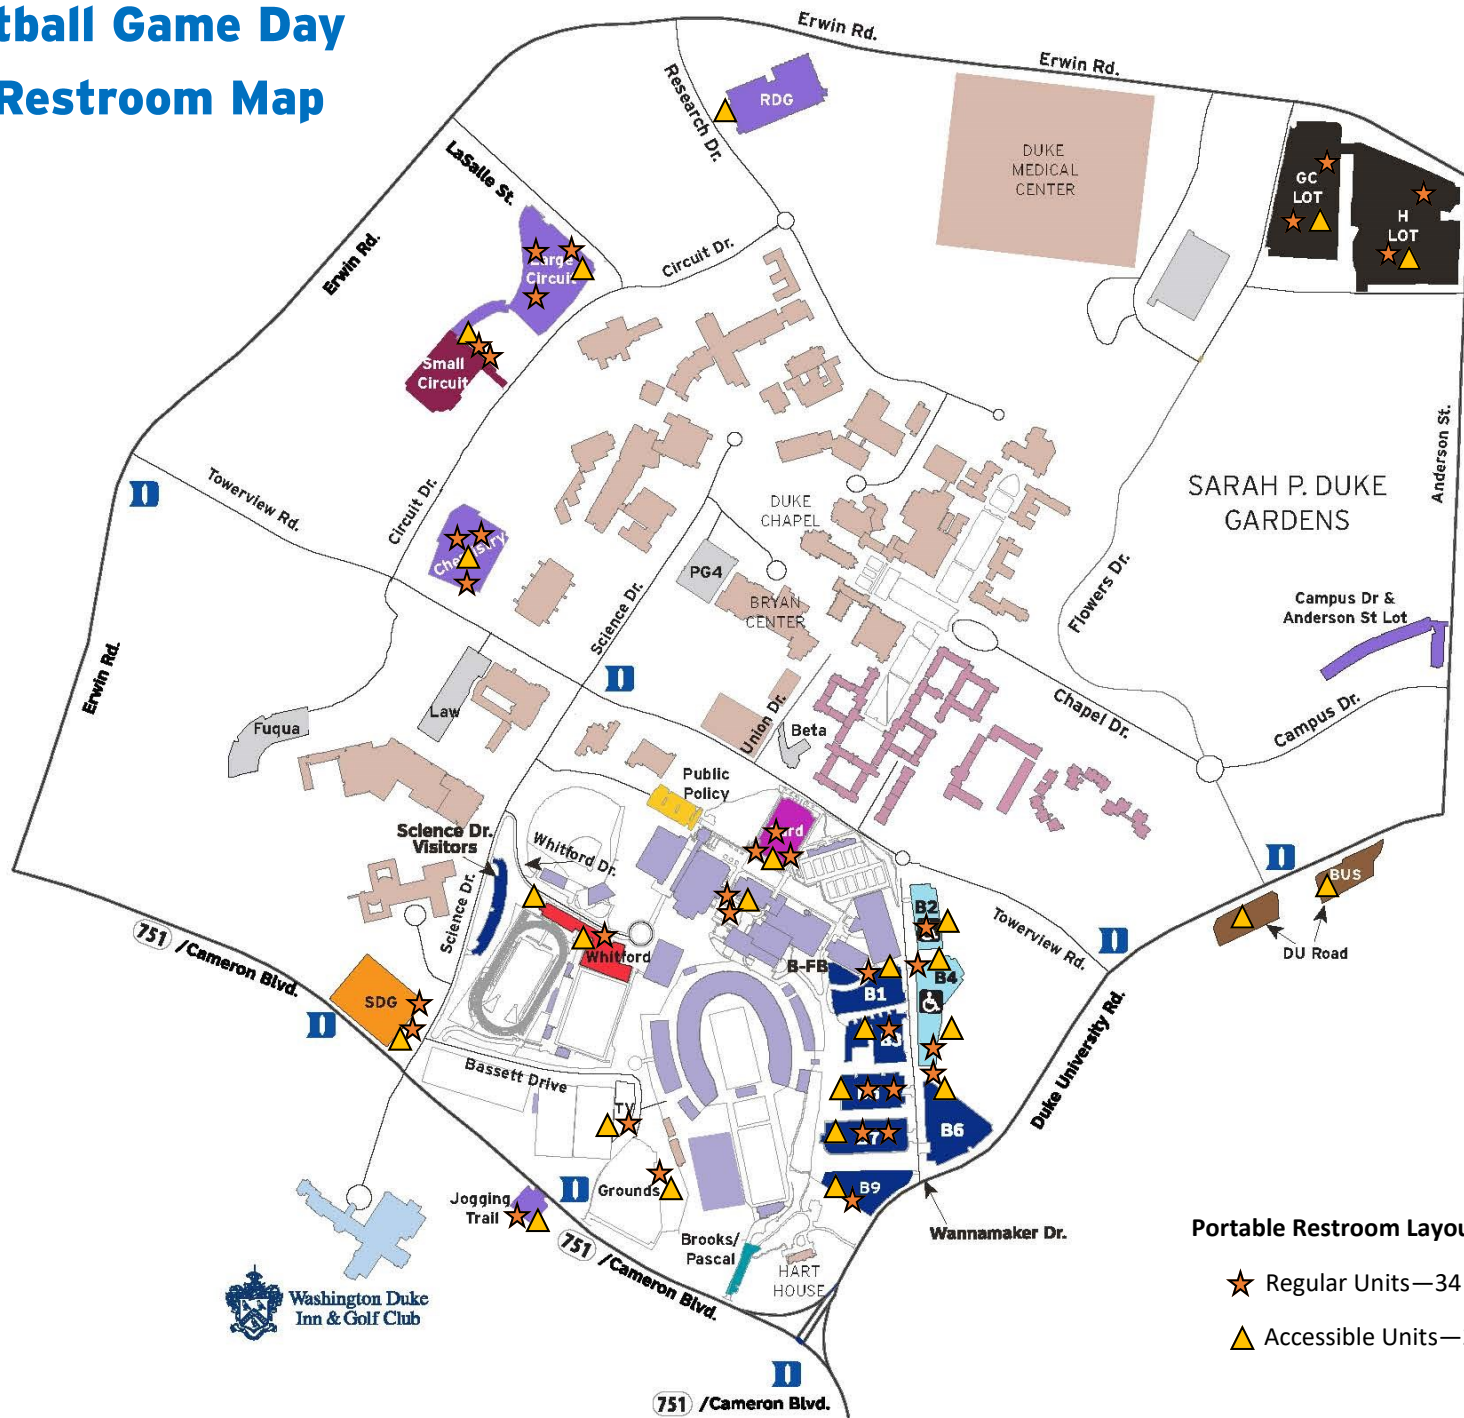 tball Game Day
Restroom Map
Erwin Rd.
Erwin Rd.
Research Dr.
RDG
LaSalle St.
DUKE
MEDICAL
CENTER
GC
LOT
H
LOT
Erwin Rd.
Circuit Dr.
Large
Circuit
Small
Circuit
Towerview Rd.
Circuit Dr.
Chemistry
DUKE
CHAPEL
SARAH P. DUKE
GARDENS
Anderson St.
Science Dr.
PG4
BRYAN
CENTER
Flowers Dr.
Campus Dr &
Anderson St Lot
Erwin Rd.
Law
Fuqua
Union Dr.
Beta
Chapel Dr.
Campus Dr.
Public
Policy
Science Dr.
Visitors
Whitford Dr.
Science Dr.
BUS
B2
Towerview Rd.
DU Road
751 /Cameron Blvd.
Whitford
B-FB
B4
B1
SDG
B3
Bassett Drive
Duke University Rd.
TV
B7
B6
Jogging
Trail
Grounds
B9
751 /Cameron Blvd.
Brooks/
Pascal
HART
HOUSE
Wannamaker Dr.
Washington Duke
Inn & Golf Club
Portable Restroom Layou
Regular Units—34
Accessible Units—
751 /Cameron Blvd.